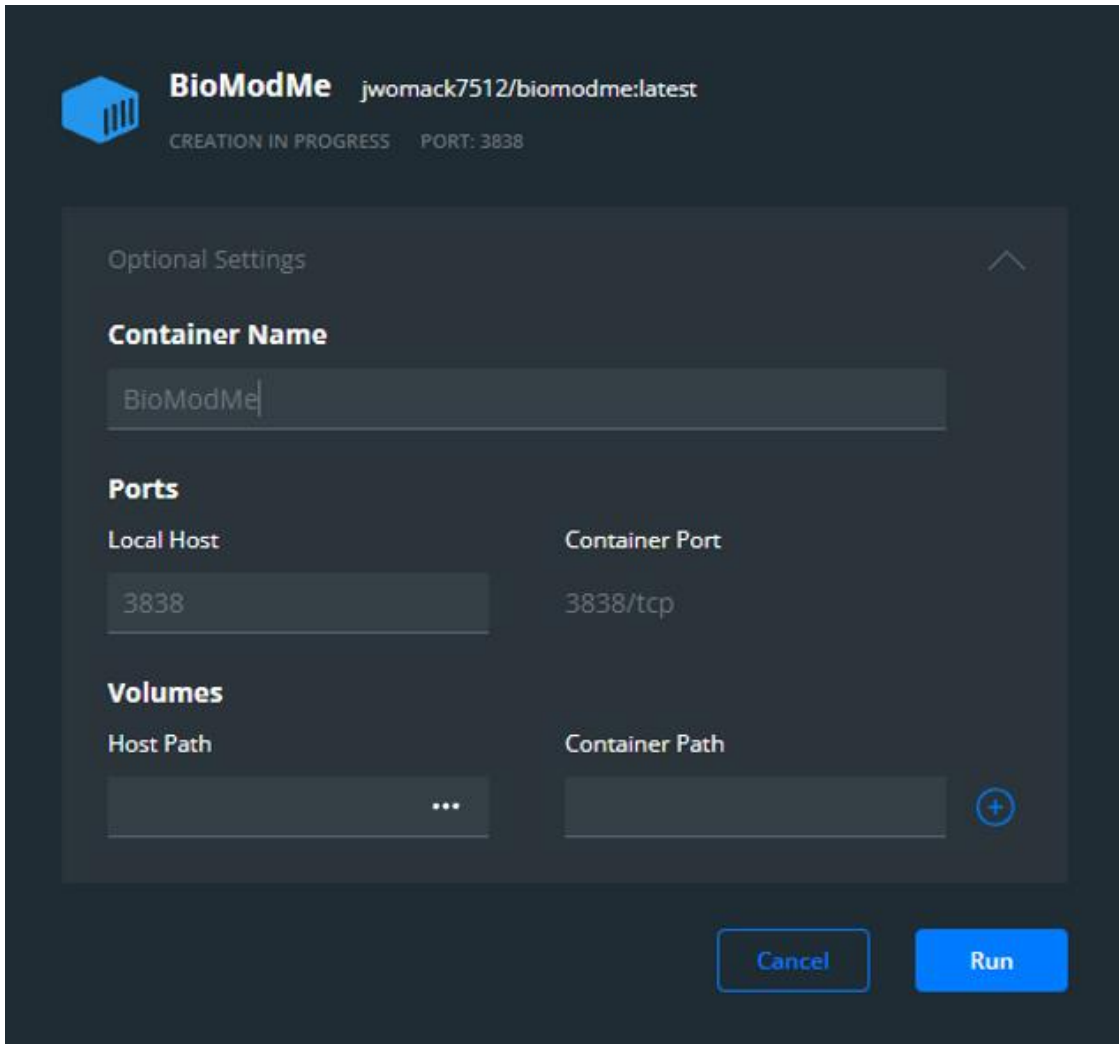 BioModMe jwomack7512/biomodme:latest
CREATION IN PROGRESS PORT: 3838
Optional Settings
Container Name
BioModMe
Ports
Local Host Container Port
3838 3838/tcp
Volumes
Host Path Container Path
Cancel Run